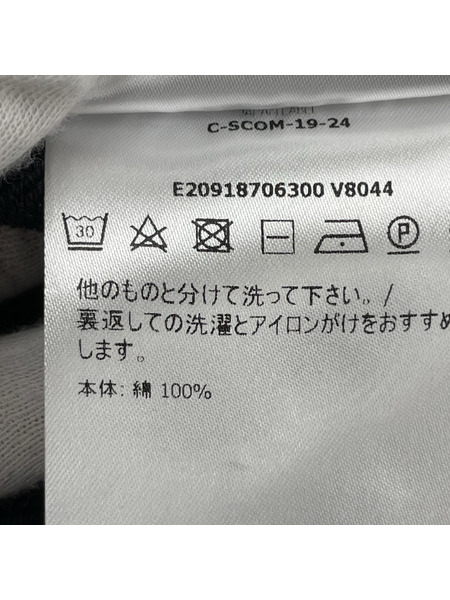 C-SCOM-19-24
E20918706300 V8044
30
P
他のものと分けて洗って下さい。/
裏返しての洗濯とアイロンがけをおすすめ
します。
本体: 綿 100%